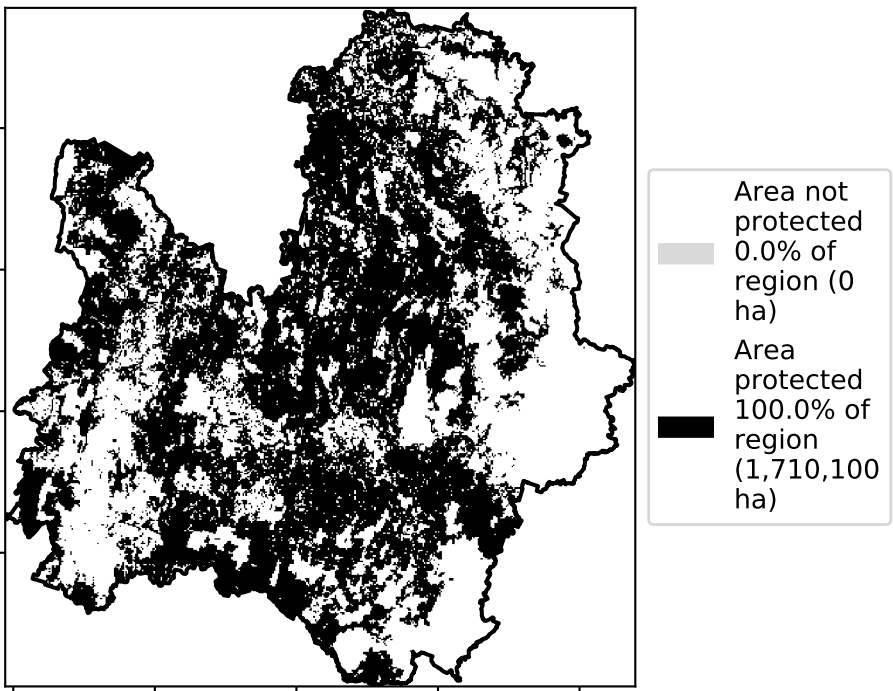 Area not
protected
0.0% of
region (0
ha)
Area
protected
100.0% of
region
(1,710,100
ha)